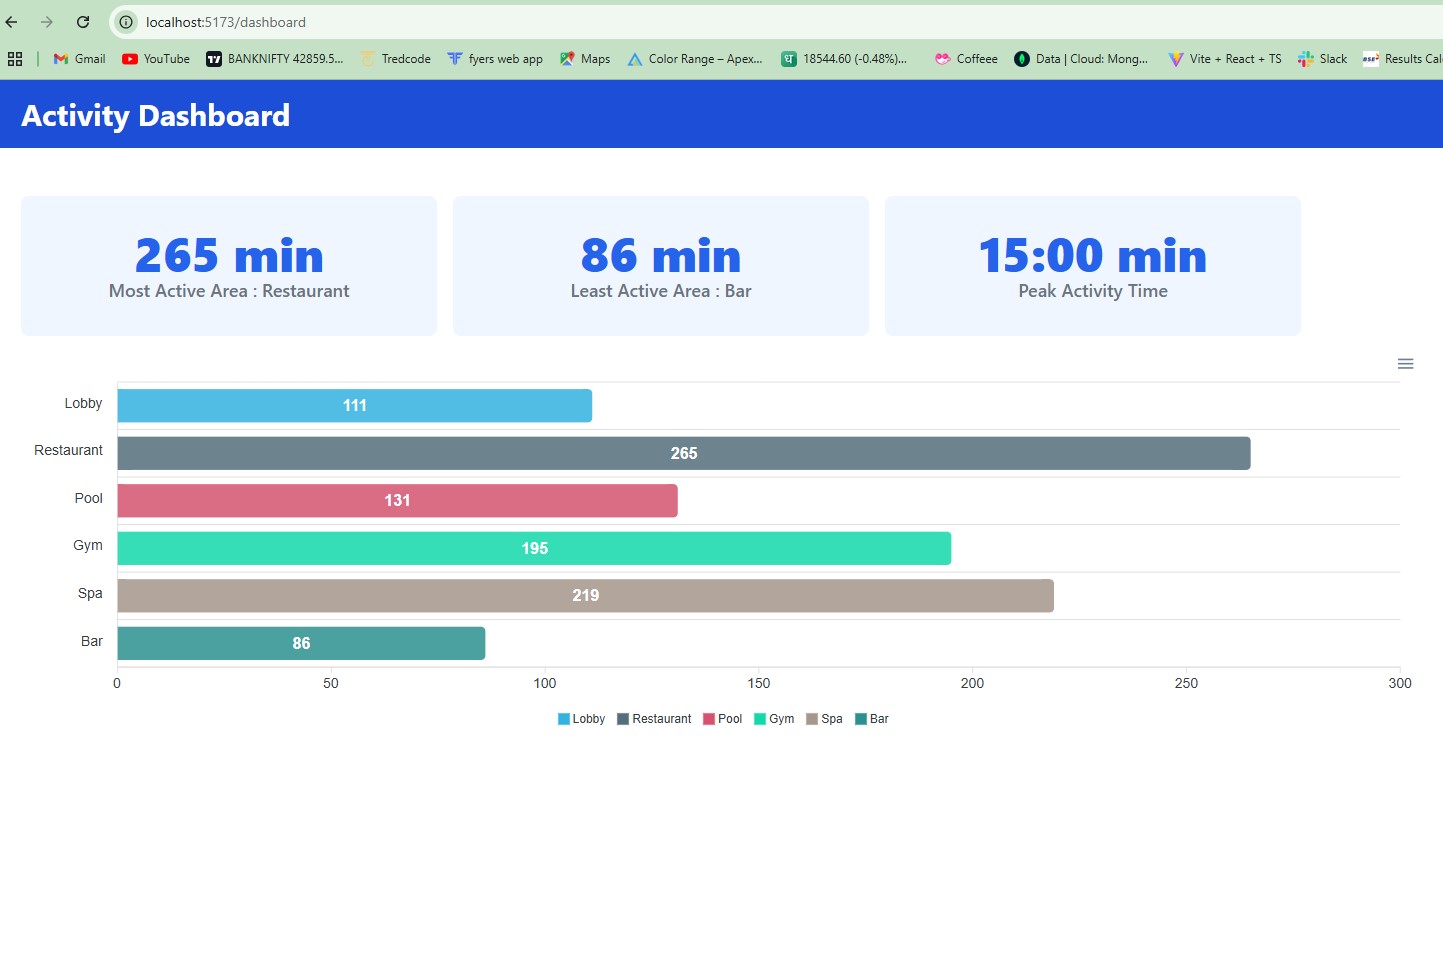 localhost:5173/dashboard
Gmail YouTube BANKNIFTY 42859.5... Tredcode fyers web app Maps Color Range – Apex... 18544.60 (-0.48%)... Coffeee Data | Cloud: Mong... Vite + React + TS Slack Results Cal
Activity Dashboard
265 min
Most Active Area : Restaurant
86 min
Least Active Area : Bar
15:00 min
Peak Activity Time
Lobby 111
Restaurant 265
Pool 131
Gym 195
Spa 219
Bar 86
0 50 100 150 200 250 300
Lobby Restaurant Pool Gym Spa Bar